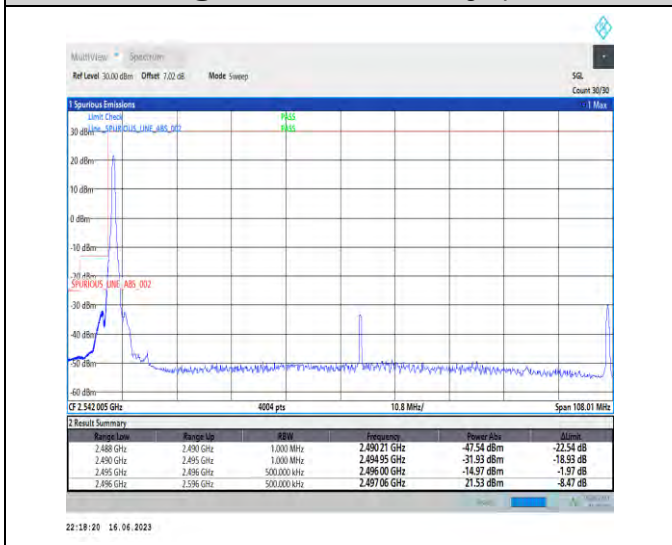 MultiView Spectrum
Ref Level 30.00 dBm Offset 7.02 dB Mode Sweep SGL
Count 30/30
1 Spurious Emissions 1 Max
Limit Check PASS
Line _SPURIOUS_LINE_ABS_002 PASS
30 dBm
20 dBm
10 dBm
0 dBm
-10 dBm
-20 dBm
SPURIOUS_LINE_ABS_002
-30 dBm
-40 dBm
-50 dBm
-60 dBm
CF 2.542 005 GHz 4004 pts 10.8 MHz/ Span 108.01 MHz
2 Result Summary
Range Low Range Up RBW Frequency Power Abs ΔLimit
2.488 GHz 2.490 GHz 1.000 MHz 2.490 21 GHz -47.54 dBm -22.54 dB
2.490 GHz 2.495 GHz 1.000 MHz 2.494 95 GHz -31.93 dBm -18.93 dB
2.495 GHz 2.496 GHz 500.000 kHz 2.496 00 GHz -14.97 dBm -1.97 dB
2.496 GHz 2.596 GHz 500.000 kHz 2.497 06 GHz 21.53 dBm -8.47 dB
22:18:20 16.06.2023